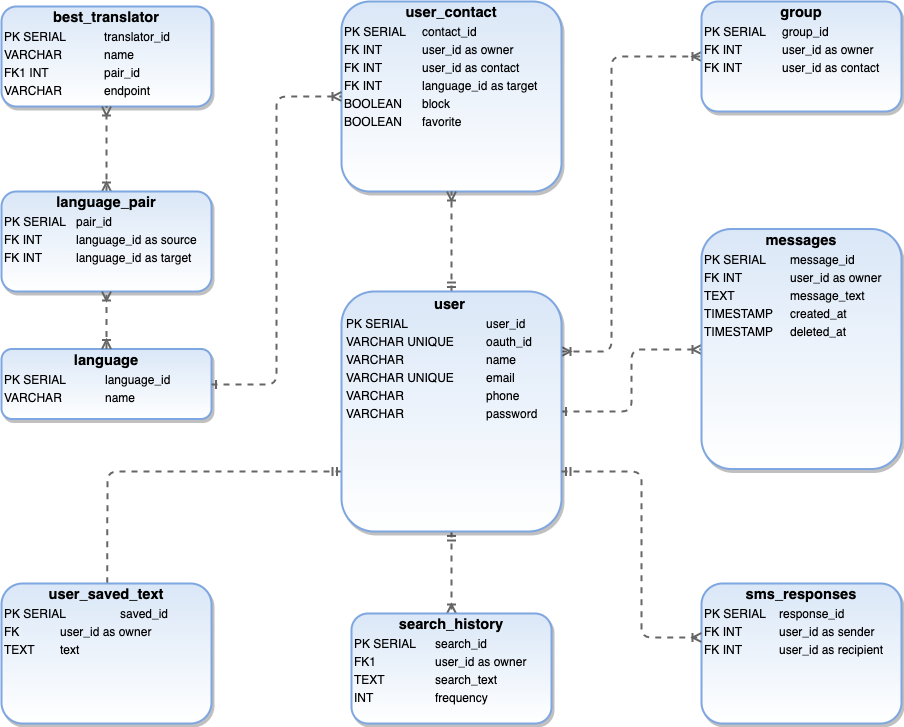 best_translator
PK SERIAL translator_id
VARCHAR name
FK1 INT pair_id
VARCHAR endpoint
user_contact
PK SERIAL contact_id
FK INT user_id as owner
FK INT user_id as contact
FK INT language_id as target
BOOLEAN block
BOOLEAN favorite
group
PK SERIAL group_id
FK INT user_id as owner
FK INT user_id as contact
language_pair
PK SERIAL pair_id
FK INT language_id as source
FK INT language_id as target
messages
PK SERIAL message_id
FK INT user_id as owner
TEXT message_text
TIMESTAMP created_at
TIMESTAMP deleted_at
user
PK SERIAL user_id
VARCHAR UNIQUE oauth_id
VARCHAR name
VARCHAR UNIQUE email
VARCHAR phone
VARCHAR password
language
PK SERIAL language_id
VARCHAR name
user_saved_text
PK SERIAL saved_id
FK user_id as owner
TEXT text
search_history
PK SERIAL search_id
FK1 user_id as owner
TEXT search_text
INT frequency
sms_responses
PK SERIAL response_id
FK INT user_id as sender
FK INT user_id as recipient